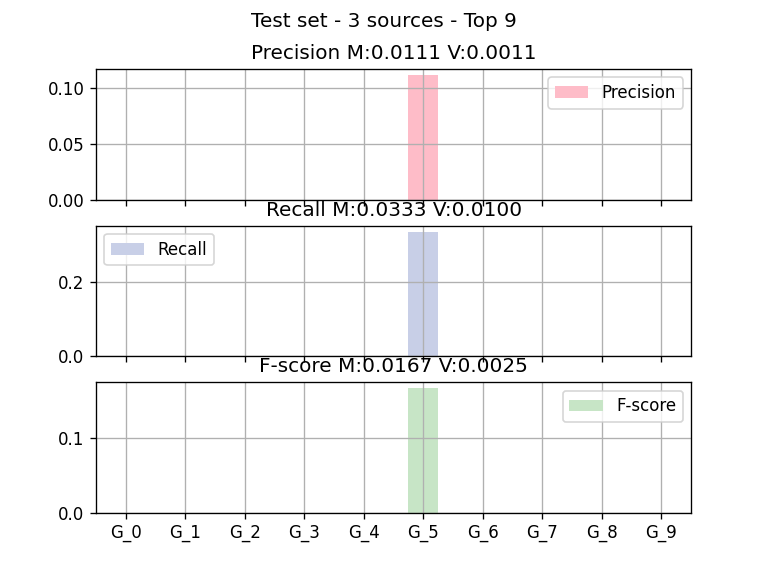 Test set - 3 sources - Top 9
Precision M:0.0111 V:0.0011
0.10
0.05
0.00
Precision
Recall M:0.0333 V:0.0100
0.2
0.0
Recall
F-score M:0.0167 V:0.0025
0.1
0.0
F-score
G_0 G_1 G_2 G_3 G_4 G_5 G_6 G_7 G_8 G_9